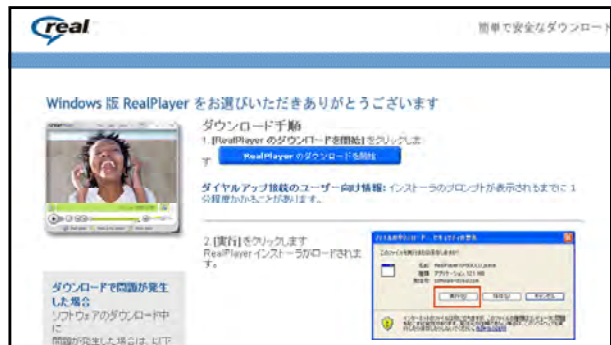 real
簡単で安全なダウンロード
Windows 版 RealPlayer をお選びいただきありがとうございます
ダウンロード手順
1. [RealPlayer のダウンロードを開始] をクリックしま
す
RealPlayer のダウンロードを開始
ダイヤルアップ接続のユーザー向け情報: インストーラのプロンプトが表示されるまでに 1
分程度かかることがあります。
2. [実行] をクリックします
RealPlayer インストーラがロードされま
す。
ダウンロードで問題が発生
した場合
ソフトウェアのダウンロード中
に
問題が発生した場合は、以下